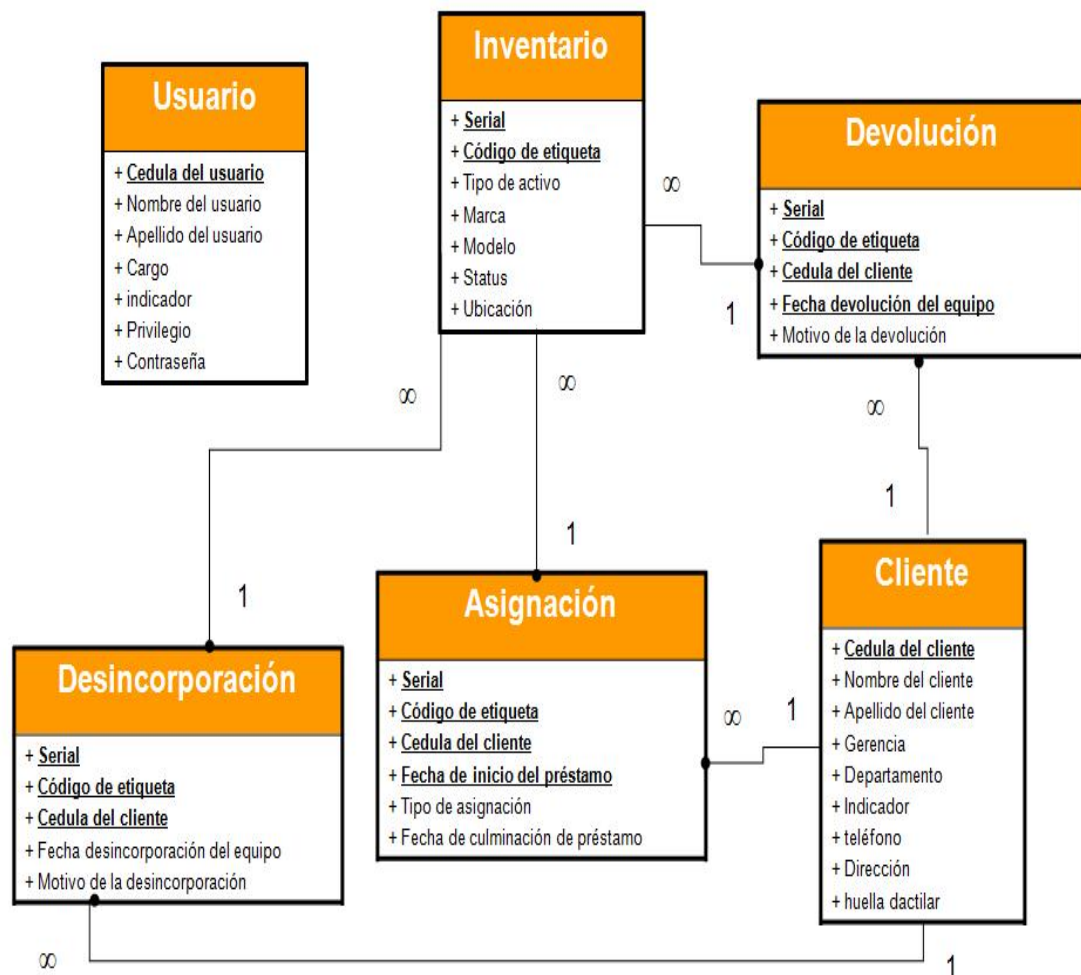 Usuario
+ Cedula del usuario
+ Nombre del usuario
+ Apellido del usuario
+ Cargo
+ indicador
+ Privilegio
+ Contraseña
Inventario
+ Serial
+ Código de etiqueta
+ Tipo de activo
+ Marca
+ Modelo
+ Status
+ Ubicación
Devolución
+ Serial
+ Código de etiqueta
+ Cedula del cliente
+ Fecha devolución del equipo
+ Motivo de la devolución
∞
1
∞
∞
∞
1
1
1
Desincorporación
+ Serial
+ Código de etiqueta
+ Cedula del cliente
+ Fecha desincorporación del equipo
+ Motivo de la desincorporación
Asignación
+ Serial
+ Código de etiqueta
+ Cedula del cliente
+ Fecha de inicio del préstamo
+ Tipo de asignación
+ Fecha de culminación de préstamo
∞
1
Cliente
+ Cedula del cliente
+ Nombre del cliente
+ Apellido del cliente
+ Gerencia
+ Departamento
+ Indicador
+ teléfono
+ Dirección
+ huella dactilar
∞
1